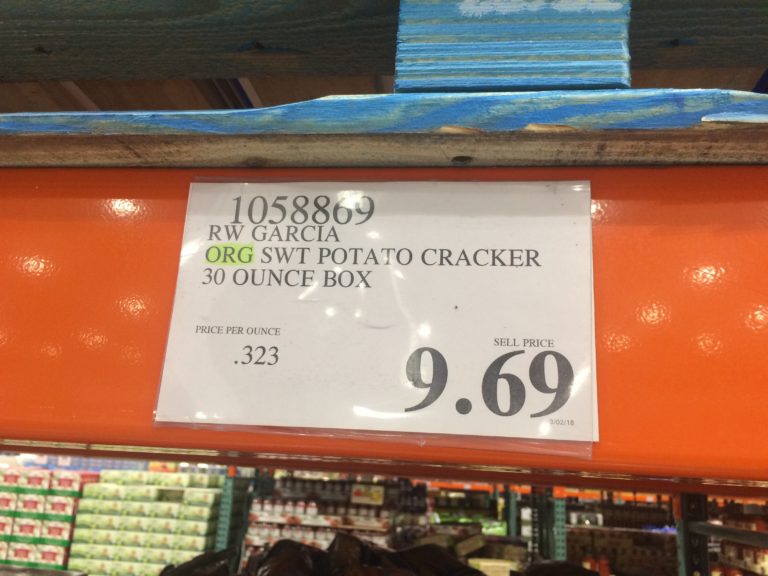 1058869
RW GARCIA
ORG SWT POTATO CRACKER
30 OUNCE BOX
PRICE PER OUNCE
.323
SELL PRICE
9.69